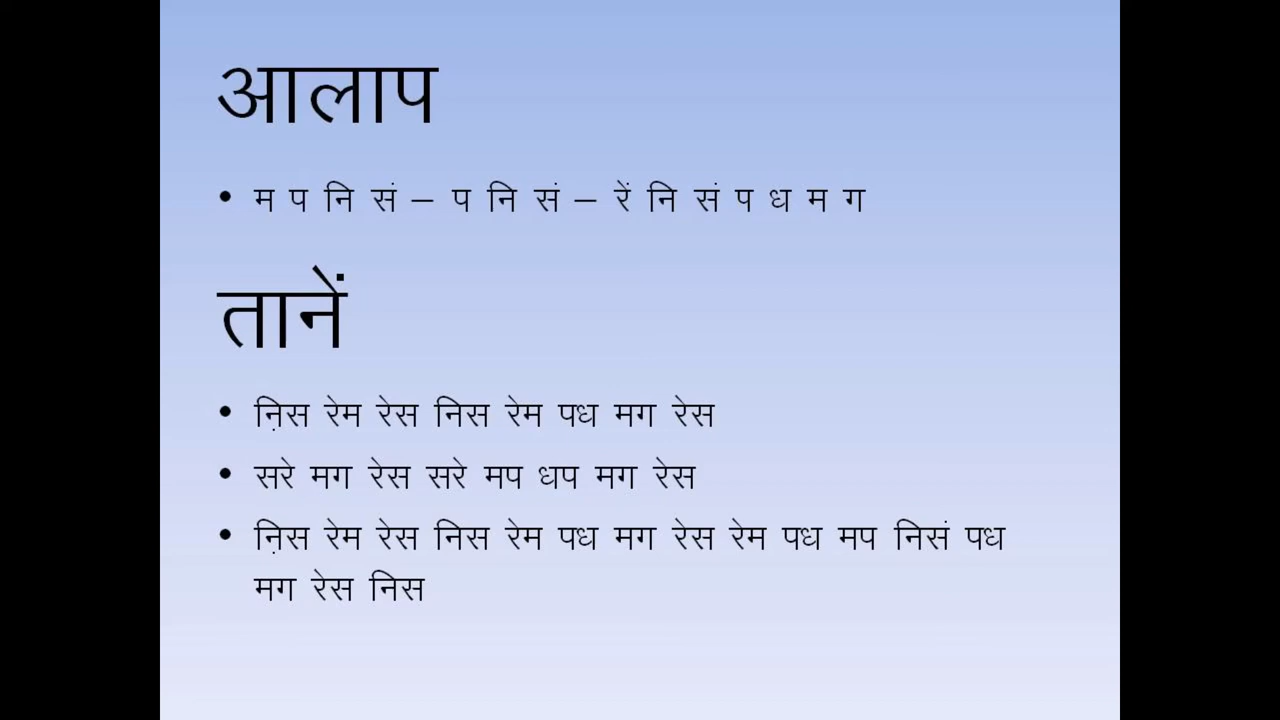 आलाप
• म प नि सं – प नि सं – रें नि सं प ध म ग
तानें
• ऩिस रेम रेस निस रेम पध मग रेस
• सरे मग रेस सरे मप धप मग रेस
• ऩिस रेम रेस निस रेम पध मग रेस रेम पध मप निसं पध
मग रेस निस